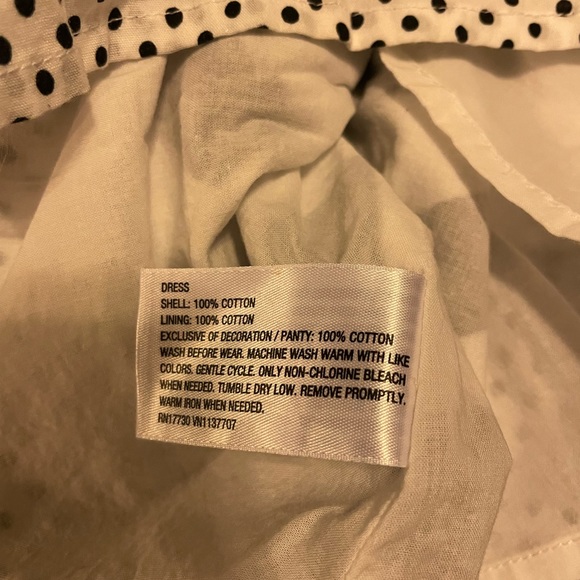 DRESS
SHELL: 100% COTTON
LINING: 100% COTTON
EXCLUSIVE OF DECORATION / PANTY: 100% COTTON
WASH BEFORE WEAR. MACHINE WASH WARM WITH LIKE
COLORS. GENTLE CYCLE. ONLY NON-CHLORINE BLEACH
WHEN NEEDED. TUMBLE DRY LOW. REMOVE PROMPTLY.
WARM IRON WHEN NEEDED.
RN17730 VN1137707